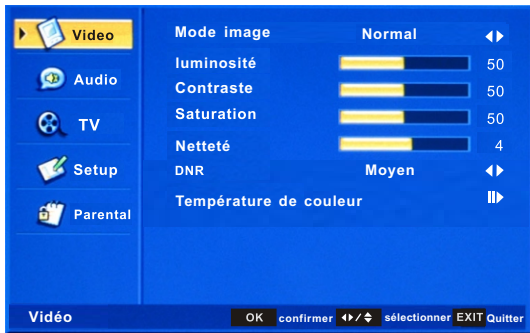 Video
Audio
TV
Setup
Parental
Mode image Normal
luminosité 50
Contraste 50
Saturation 50
Netteté 4
DNR Moyen
Température de couleur
Vidéo OK confirmer / sélectionner EXIT Quitter